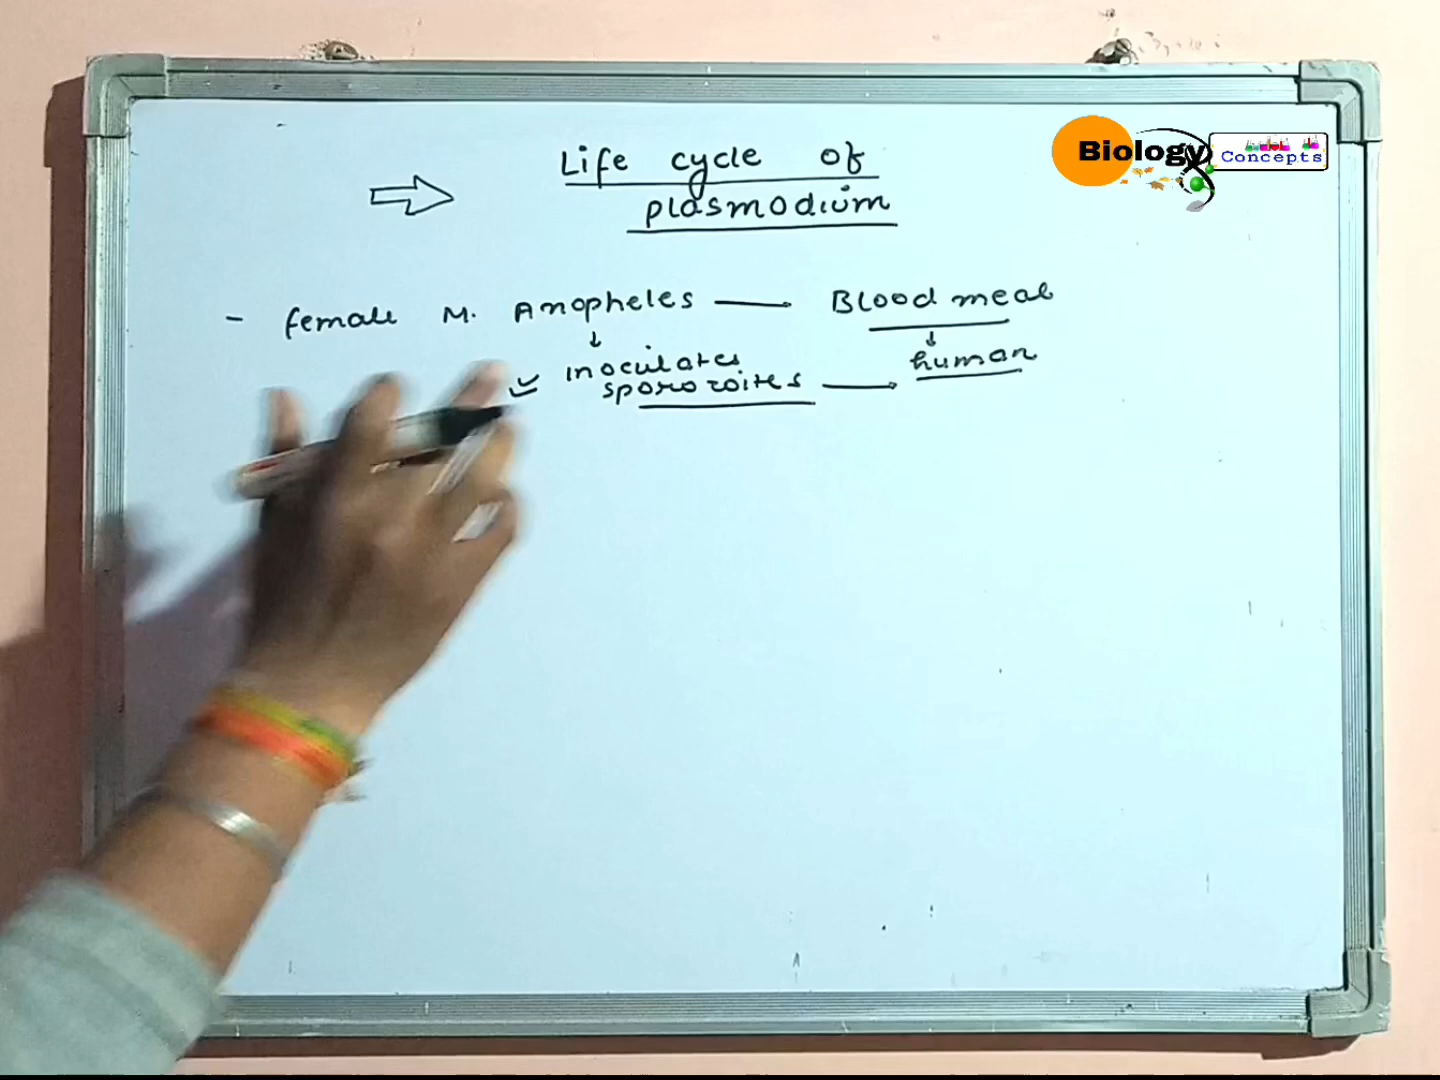 Life cycle of
plasmodium
Biology
Concepts
- female M. Anopheles — Blood meal
inoculates
sporozoites
human